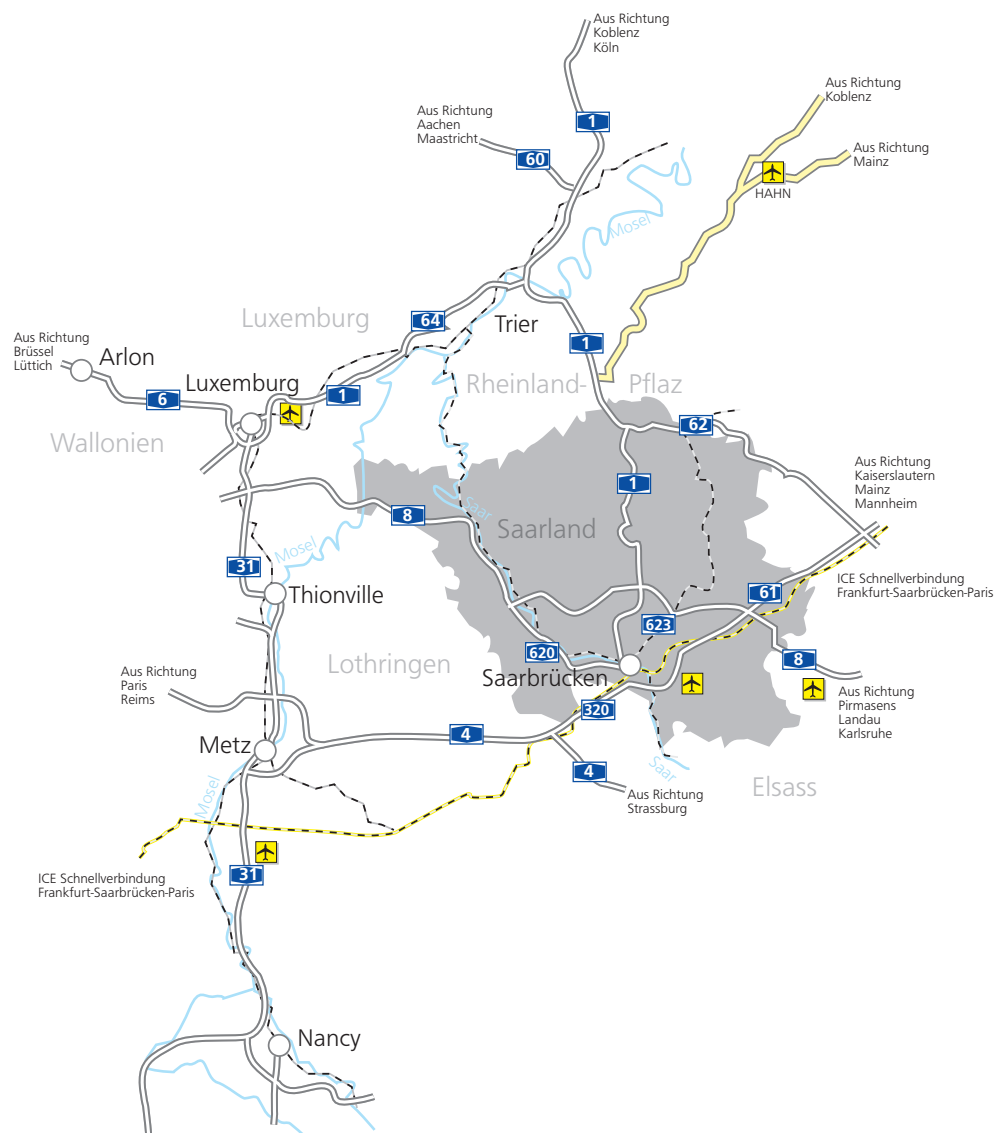 Aus Richtung
Koblenz
Köln
Aus Richtung
Koblenz
Aus Richtung
Aachen
Maastricht
1
60
Aus Richtung
Mainz
HAHN
Mosel
Luxemburg
64
Trier
Aus Richtung
Brüssel
Lüttich
Arlon
1
Luxemburg
Rheinland-
Pflaz
6
1
Wallonien
62
Aus Richtung
Kaiserslautern
Mainz
Mannheim
1
Saar
8
Saarland
Mosel
31
Thionville
ICE Schnellverbindung
Frankfurt-Saarbrücken-Paris
61
623
620
Lothringen
8
Saarbrücken
Aus Richtung
Paris
Reims
Aus Richtung
Pirmasens
Landau
Karlsruhe
320
4
Metz
Saar
4
Elsass
Aus Richtung
Strassburg
Mosel
31
ICE Schnellverbindung
Frankfurt-Saarbrücken-Paris
Nancy